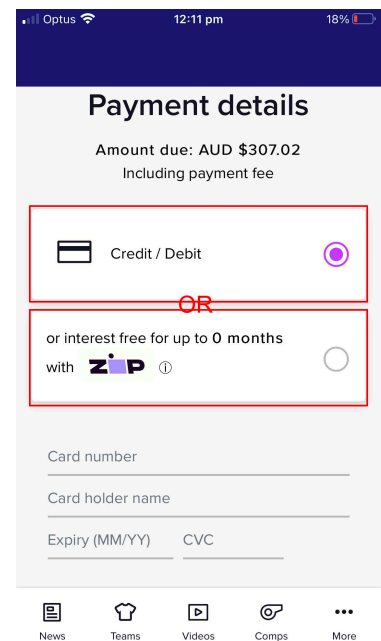 Optus 12:11 pm 18%
Payment details
Amount due: AUD $307.02
Including payment fee
Credit / Debit
OR
or interest free for up to 0 months
with ZIP ⓘ
Card number
Card holder name
Expiry (MM/YY) CVC
News Teams Videos Comps More